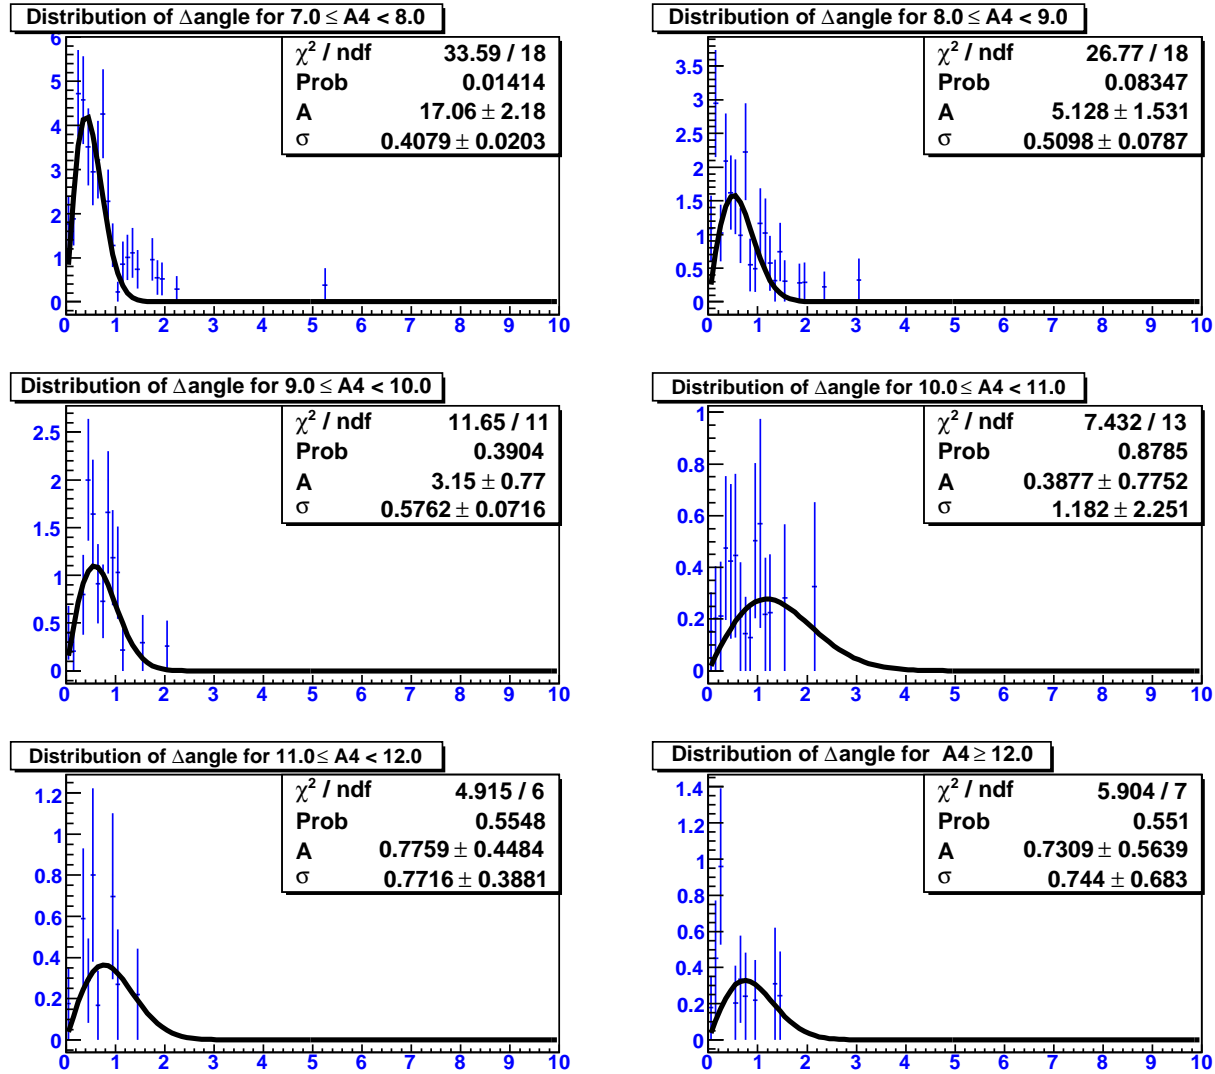 Distribution of Δangle for 7.0 ≤ A4 < 8.0
χ² / ndf 33.59 / 18
Prob 0.01414
A 17.06 ± 2.18
σ 0.4079 ± 0.0203
6
5
4
3
2
1
0
0 1 2 3 4 5 6 7 8 9 10
Distribution of Δangle for 8.0 ≤ A4 < 9.0
χ² / ndf 26.77 / 18
Prob 0.08347
A 5.128 ± 1.531
σ 0.5098 ± 0.0787
3.5
3
2.5
2
1.5
1
0.5
0
0 1 2 3 4 5 6 7 8 9 10
Distribution of Δangle for 9.0 ≤ A4 < 10.0
χ² / ndf 11.65 / 11
Prob 0.3904
A 3.15 ± 0.77
σ 0.5762 ± 0.0716
2.5
2
1.5
1
0.5
0
0 1 2 3 4 5 6 7 8 9 10
Distribution of Δangle for 10.0 ≤ A4 < 11.0
χ² / ndf 7.432 / 13
Prob 0.8785
A 0.3877 ± 0.7752
σ 1.182 ± 2.251
1
0.8
0.6
0.4
0.2
0
0 1 2 3 4 5 6 7 8 9 10
Distribution of Δangle for 11.0 ≤ A4 < 12.0
χ² / ndf 4.915 / 6
Prob 0.5548
A 0.7759 ± 0.4484
σ 0.7716 ± 0.3881
1.2
1
0.8
0.6
0.4
0.2
0
0 1 2 3 4 5 6 7 8 9 10
Distribution of Δangle for A4 ≥ 12.0
χ² / ndf 5.904 / 7
Prob 0.551
A 0.7309 ± 0.5639
σ 0.744 ± 0.683
1.4
1.2
1
0.8
0.6
0.4
0.2
0
0 1 2 3 4 5 6 7 8 9 10